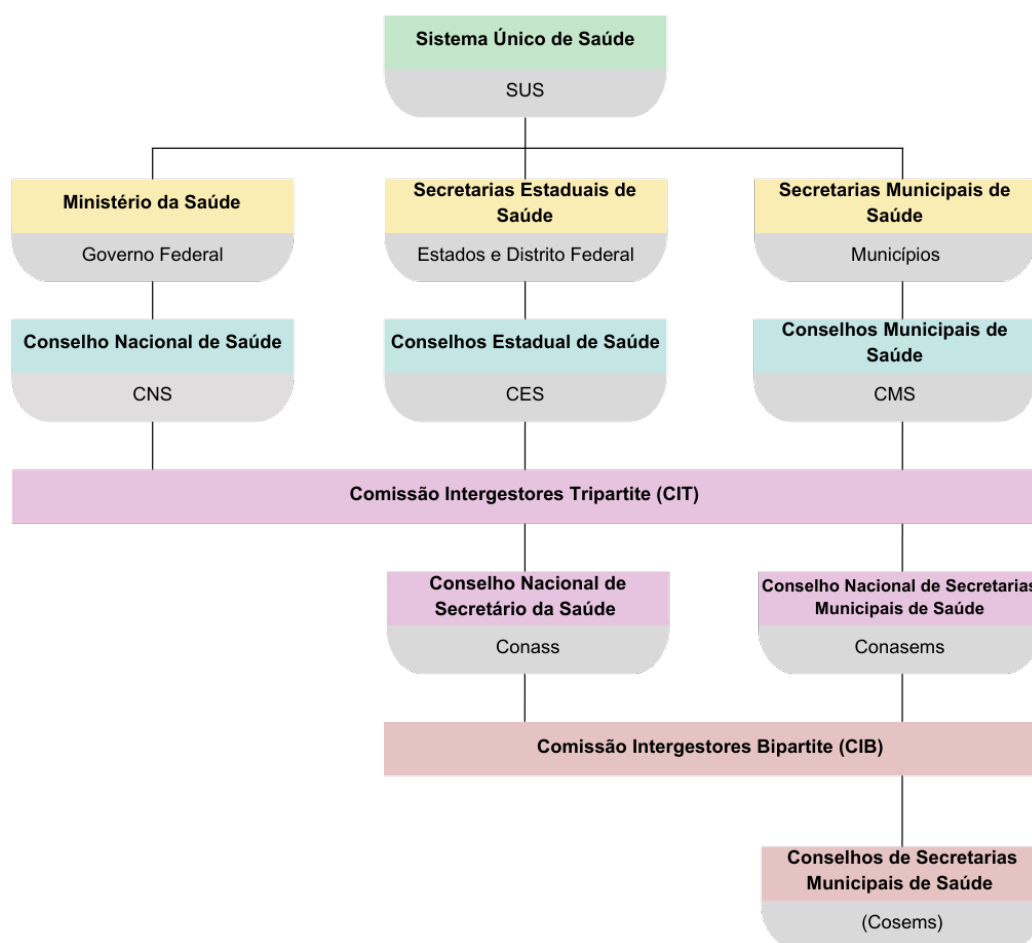 Sistema Único de Saúde
SUS
Ministério da Saúde
Governo Federal
Secretarias Estaduais de
Saúde
Estados e Distrito Federal
Secretarias Municipais de
Saúde
Municípios
Conselho Nacional de Saúde
CNS
Conselhos Estadual de Saúde
CES
Conselhos Municipais de
Saúde
CMS
Comissão Intergestores Tripartite (CIT)
Conselho Nacional de
Secretário da Saúde
Conass
Conselho Nacional de Secretarias
Municipais de Saúde
Conasems
Comissão Intergestores Bipartite (CIB)
Conselhos de Secretarias
Municipais de Saúde
(Cosems)